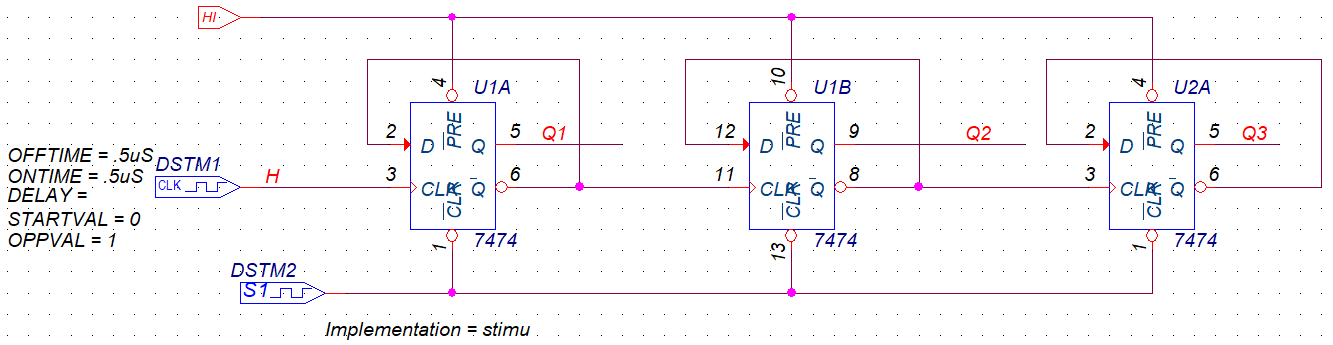 HI
4
U1A
2
D
PRE
Q
5
Q1
3
CLK
Q
6
CLR
1
7474
10
U1B
12
D
PRE
Q
9
Q2
11
CLK
Q
8
CLR
13
7474
4
U2A
2
D
PRE
Q
5
Q3
3
CLK
Q
6
CLR
1
7474
OFFTIME = .5uS
ONTIME = .5uS
DELAY =
STARTVAL = 0
OPPVAL = 1
DSTM1
CLK
H
DSTM2
S1
Implementation = stimu